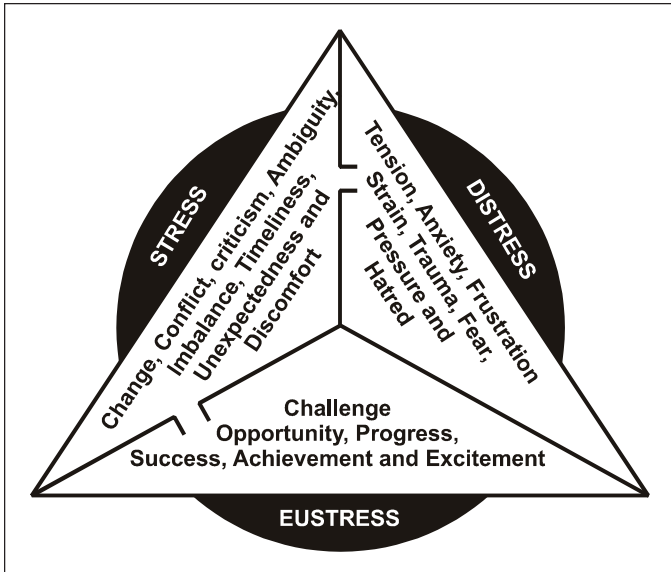 STRESS
Change, Conflict, criticism, Ambiguity,
Imbalance, Timeliness,
Unexpectedness and
Discomfort
DISTRESS
Tension, Anxiety, Frustration
Strain, Trauma, Fear,
Pressure and
Hatred
Challenge
Opportunity, Progress,
Success, Achievement and Excitement
EUSTRESS